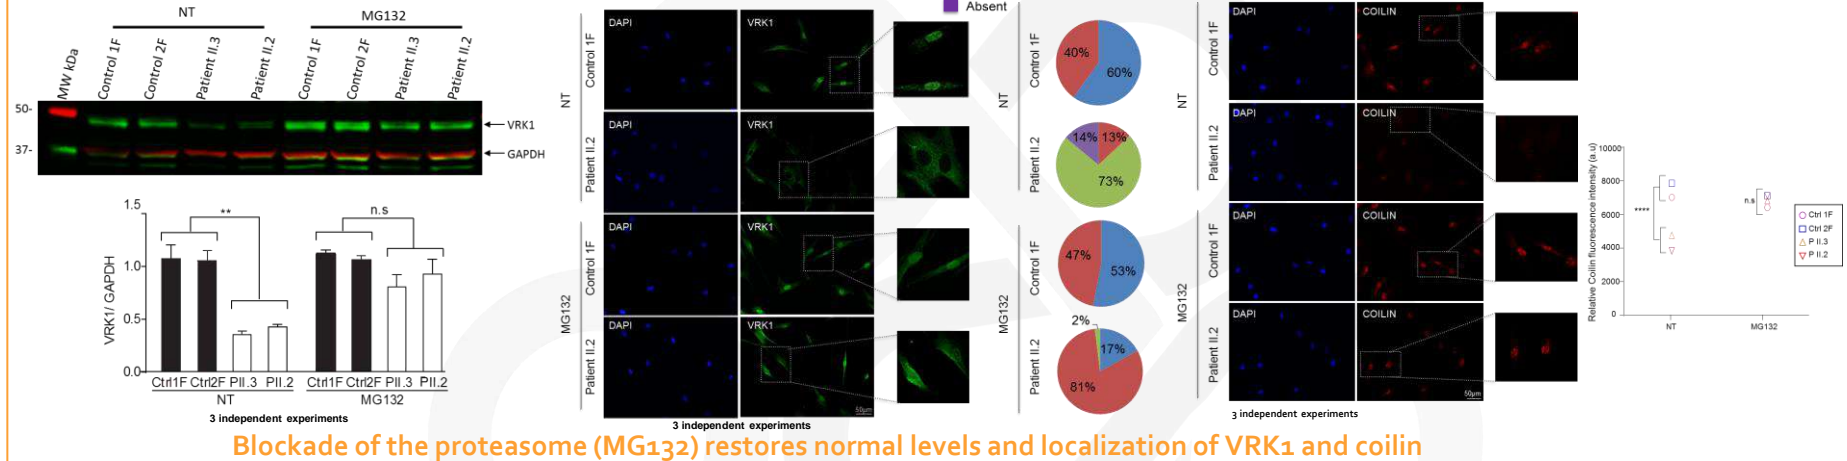 NT
MG132
MW kDa
Control 1F
Control 2F
Patient II.3
Patient II.2
Control 1F
Control 2F
Patient II.3
Patient II.2
50-
37-
VRK1
GAPDH
VRK1/ GAPDH
1.5
1.0
0.5
0.0
**
n.s
Ctrl1F Ctrl2F PII.3 PII.2 Ctrl1F Ctrl2F PII.3 PII.2
NT
MG132
3 independent experiments
NT
MG132
Control 1F
Patient II.2
Control 1F
Patient II.2
DAPI
VRK1
DAPI
VRK1
DAPI
VRK1
DAPI
VRK1
50µm
3 independent experiments
Absent
NT
MG132
Control 1F
Patient II.2
Control 1F
Patient II.2
40%
60%
14%
13%
73%
47%
53%
2%
17%
81%
NT
MG132
Control 1F
Patient II.2
Control 1F
Patient II.2
DAPI
COILIN
DAPI
COILIN
DAPI
COILIN
DAPI
COILIN
50µm
3 independent experiments
Relative Coilin fluorescence intensity (a.u)
10000
8000
6000
4000
2000
0
****
n.s
NT
MG132
Ctrl 1F
Ctrl 2F
P II.3
P II.2
Blockade of the proteasome (MG132) restores normal levels and localization of VRK1 and coilin